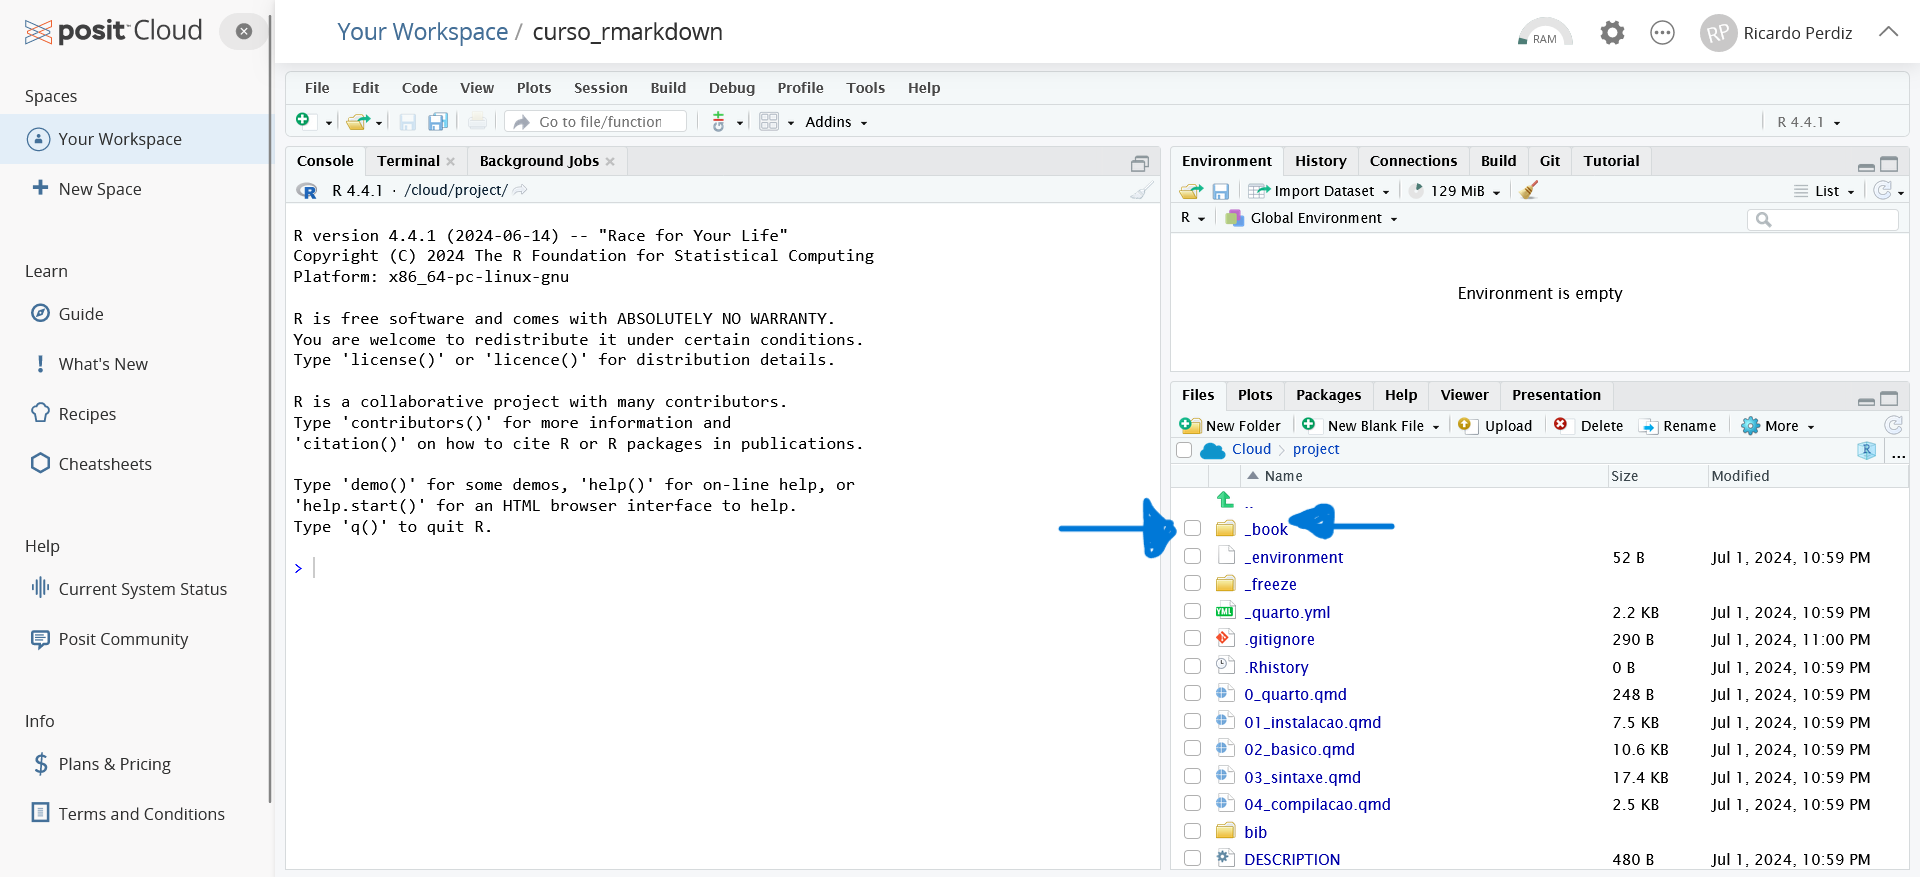 posit Cloud
Spaces
Your Workspace
New Space
Learn
Guide
What's New
Recipes
Cheatsheets
Help
Current System Status
Posit Community
Info
Plans & Pricing
Terms and Conditions
Your Workspace / curso_rmarkdown
RAM
RP Ricardo Perdiz
File Edit Code View Plots Session Build Debug Profile Tools Help
Go to file/function Addins R 4.4.1
Console Terminal Background Jobs
R 4.4.1 · /cloud/project/
R version 4.4.1 (2024-06-14) -- "Race for Your Life"
Copyright (C) 2024 The R Foundation for Statistical Computing
Platform: x86_64-pc-linux-gnu
R is free software and comes with ABSOLUTELY NO WARRANTY.
You are welcome to redistribute it under certain conditions.
Type 'license()' or 'licence()' for distribution details.
R is a collaborative project with many contributors.
Type 'contributors()' for more information and
'citation()' on how to cite R or R packages in publications.
Type 'demo()' for some demos, 'help()' for on-line help, or
'help.start()' for an HTML browser interface to help.
Type 'q()' to quit R.
>
Environment History Connections Build Git Tutorial
Import Dataset 129 MiB List
R Global Environment
Environment is empty
Files Plots Packages Help Viewer Presentation
New Folder New Blank File Upload Delete Rename More
Cloud project ...
Name Size Modified
..
_book
_environment 52 B Jul 1, 2024, 10:59 PM
_freeze
_quarto.yml 2.2 KB Jul 1, 2024, 10:59 PM
.gitignore 290 B Jul 1, 2024, 11:00 PM
.Rhistory 0 B Jul 1, 2024, 10:59 PM
0_quarto.qmd 248 B Jul 1, 2024, 10:59 PM
01_instalacao.qmd 7.5 KB Jul 1, 2024, 10:59 PM
02_basico.qmd 10.6 KB Jul 1, 2024, 10:59 PM
03_sintaxe.qmd 17.4 KB Jul 1, 2024, 10:59 PM
04_compilacao.qmd 2.5 KB Jul 1, 2024, 10:59 PM
bib
DESCRIPTION 480 B Jul 1, 2024, 10:59 PM